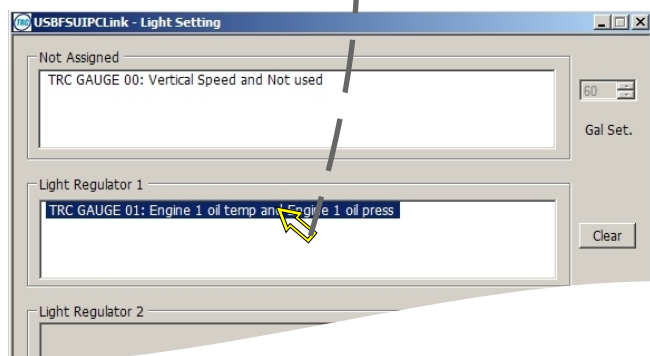 TRC USBFSUIPCLink - Light Setting
Not Assigned
TRC GAUGE 00: Vertical Speed and Not used
60
Gal Set.
Light Regulator 1
TRC GAUGE 01: Engine 1 oil temp and Engine 1 oil press
Clear
Light Regulator 2